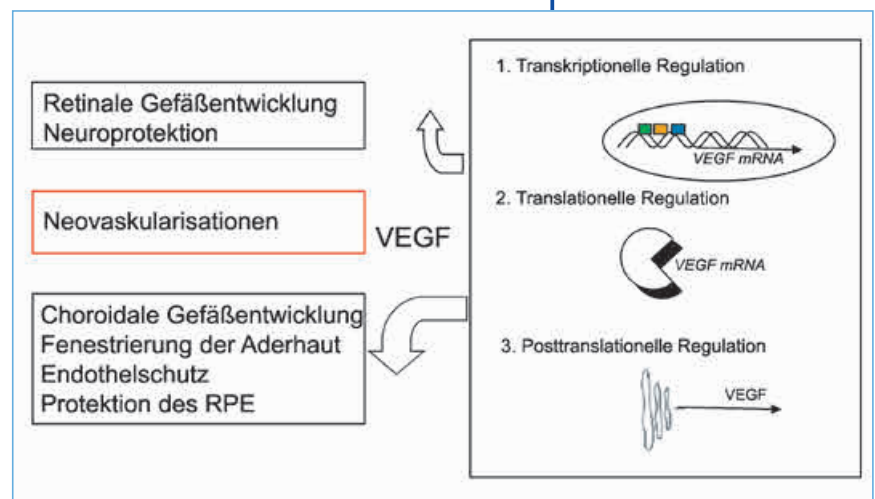 Retinale Gefäßentwicklung
Neuroprotektion
Neovaskularisationen
VEGF
Choroidale Gefäßentwicklung
Fenestrierung der Aderhaut
Endothelschutz
Protektion des RPE
1. Transkriptionelle Regulation
VEGF mRNA
2. Translationelle Regulation
VEGF mRNA
3. Posttranslationelle Regulation
VEGF